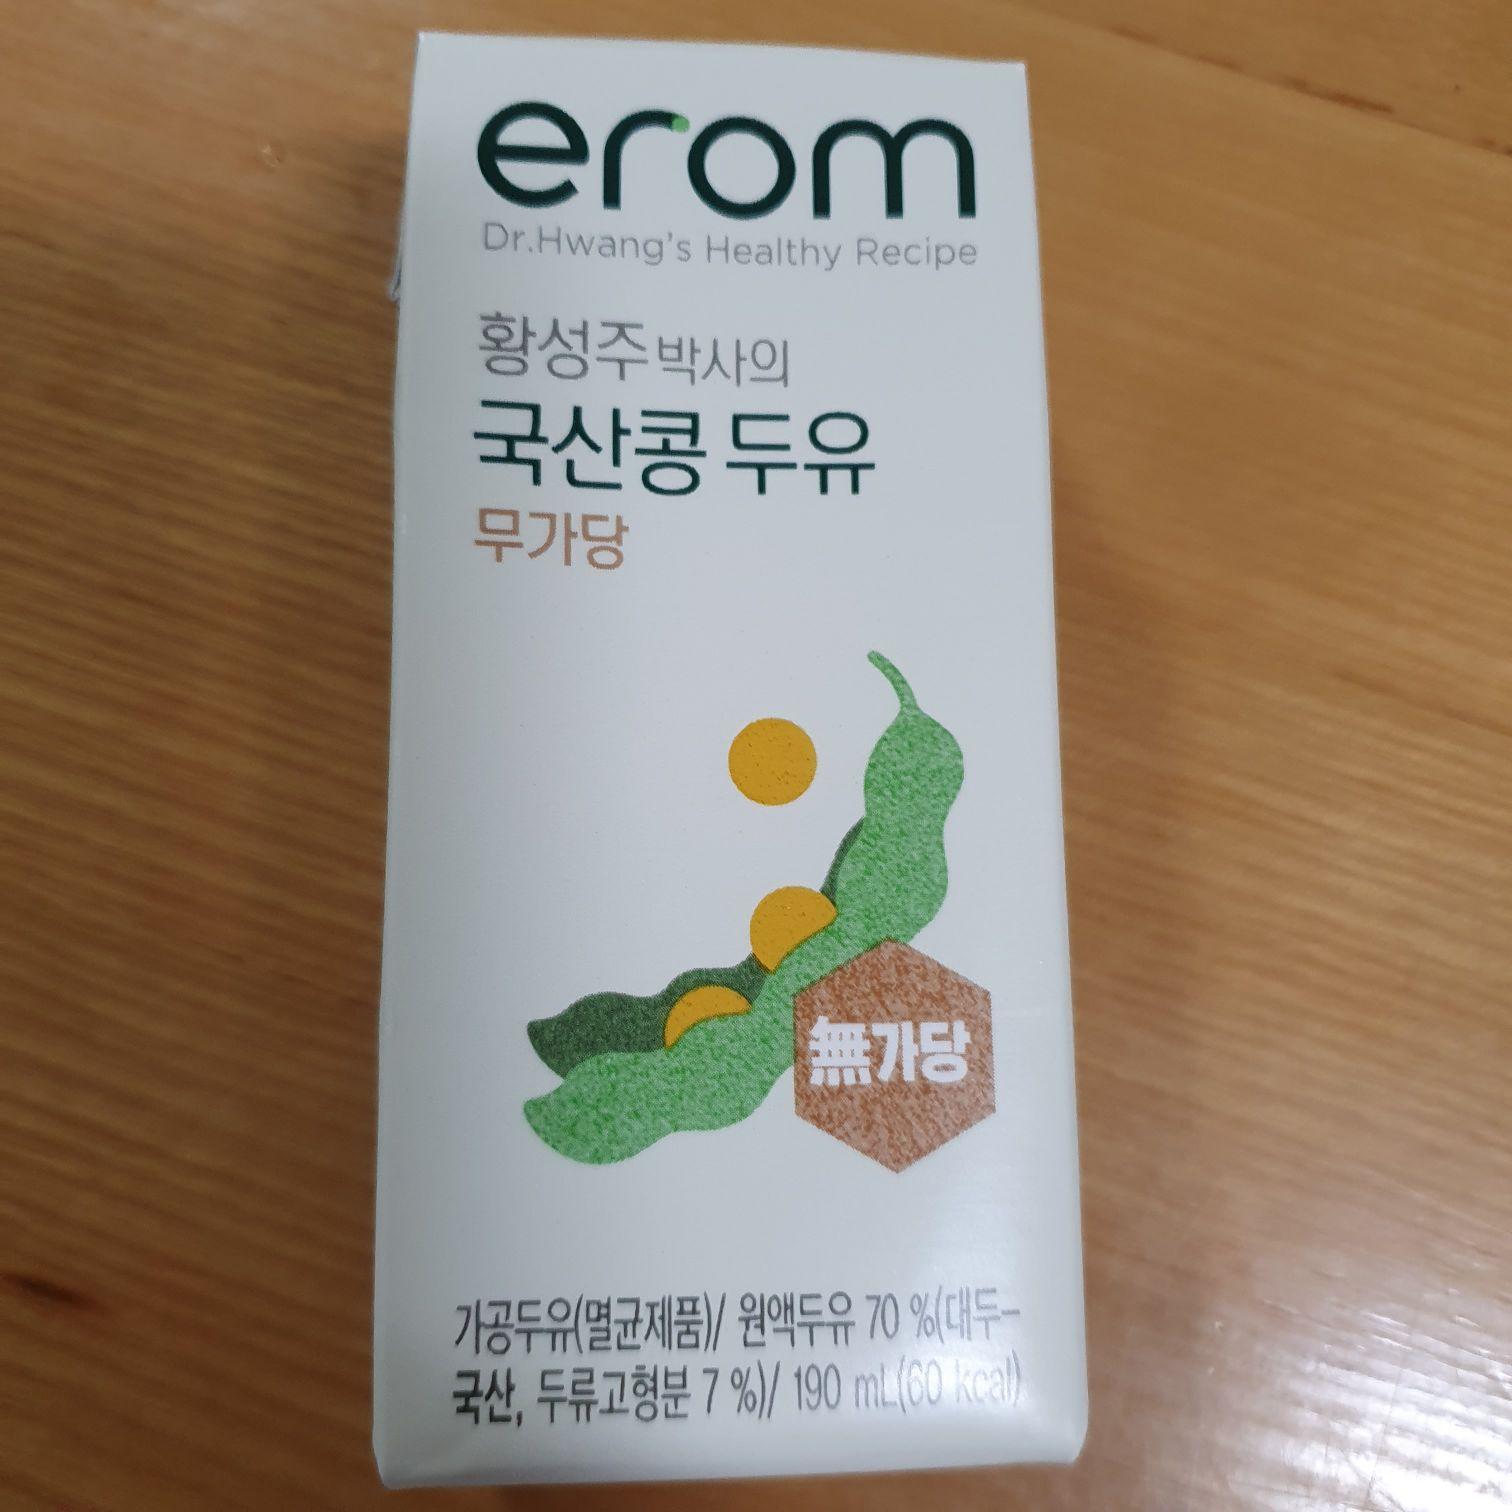 erom
Dr.Hwang's Healthy Recipe
황성주 박사의
국산콩 두유
무가당
無가당
가공두유(멸균제품)/ 원액두유 70 %(대두-
국산, 두류고형분 7 %)/ 190 mL(60 kcal)